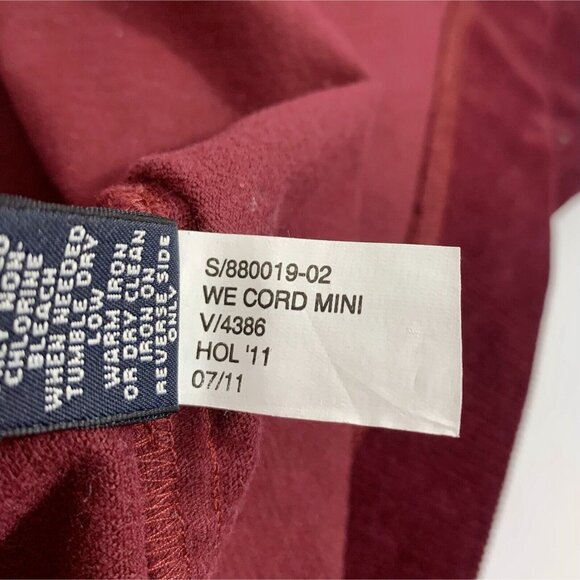 CHLORINE
BLEACH
WHEN NEEDED
TUMBLE DRY
LOW
WARM IRON
OR DRY CLEAN
IRON ON
REVERSE SIDE
ONLY
S/880019-02
WE CORD MINI
V/4386
HOL '11
07/11